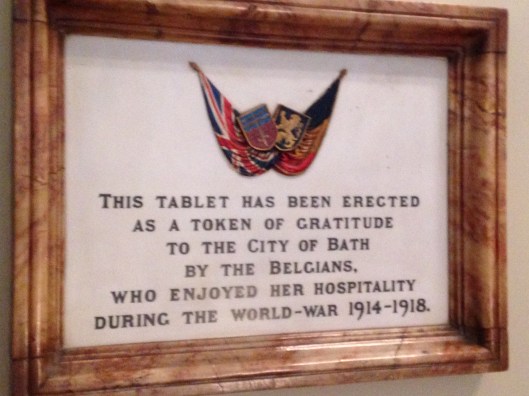 This tablet has been erected
as a token of gratitude
to the City of Bath
by the Belgians,
who enjoyed her hospitality
during the World-War 1914-1918.